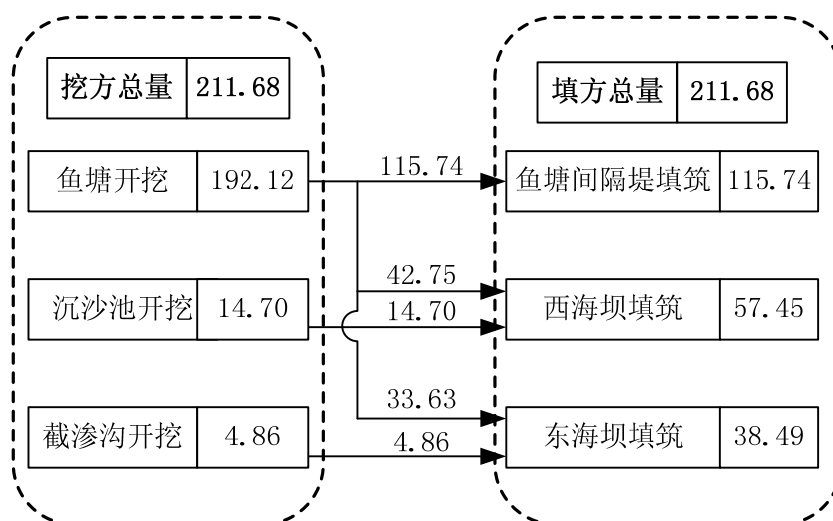 挖方总量 211.68
填方总量 211.68
鱼塘开挖 192.12
115.74
鱼塘间隔堤填筑 115.74
42.75
沉沙池开挖 14.70
14.70
西海坝填筑 57.45
33.63
截渗沟开挖 4.86
4.86
东海坝填筑 38.49